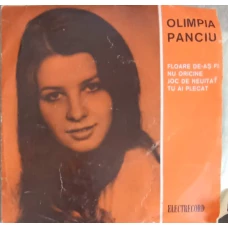 OLIMPIA
PANCIU
FLOARE DE-AȘ FI
NU ORICINE
JOC DE NEUITAT
TU AI PLECAT
ELECTRECORD